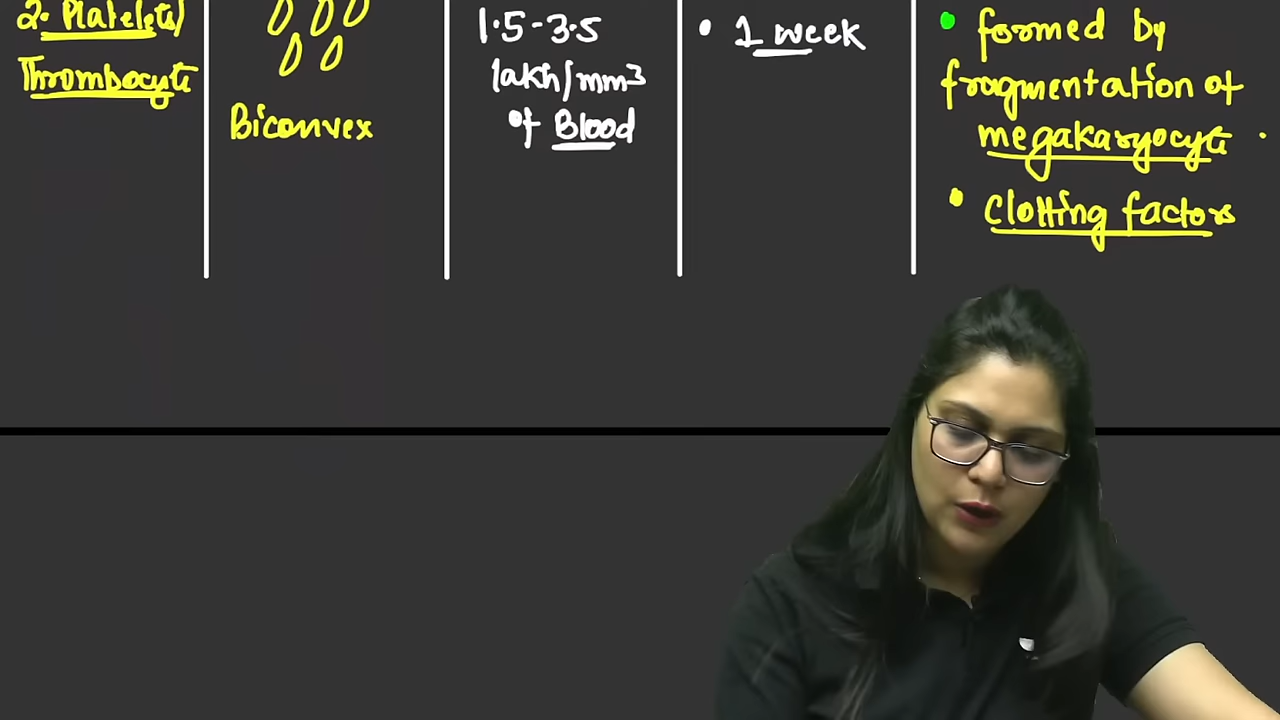 2. Platelets/
Thrombocyte
Biconvex
1.5-3.5
lakh/mm³
of Blood
• 1 week
• formed by
fragmentation of
megakaryocyte.
• Clotting factors